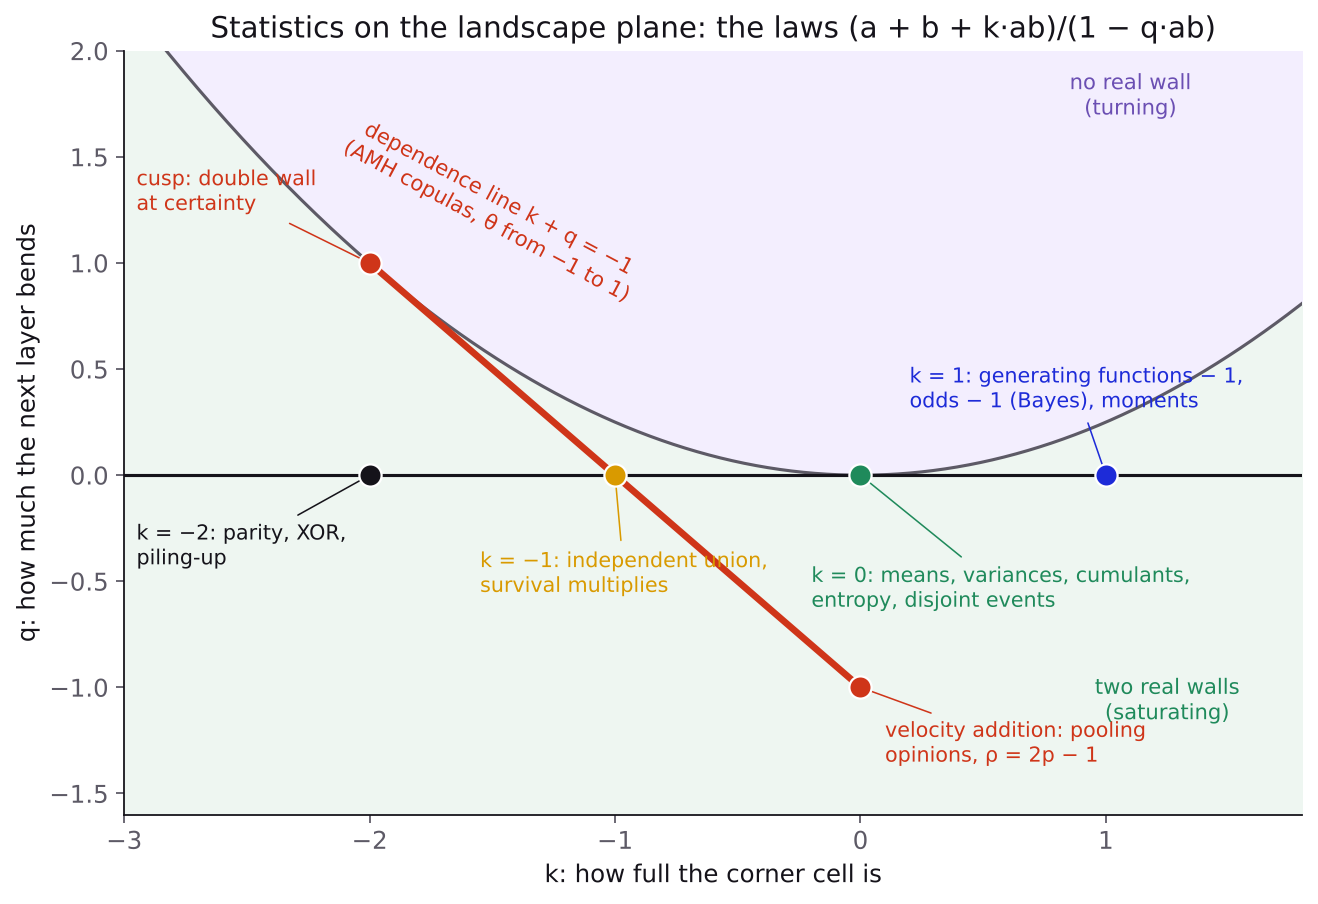 Statistics on the landscape plane: the laws (a + b + k·ab)/(1 − q·ab)
2.0
no real wall
(turning)
dependence line k + q = −1
(AMH copulas, θ from −1 to 1)
1.5
cusp: double wall
at certainty
1.0
0.5
k = 1: generating functions − 1,
odds − 1 (Bayes), moments
0.0
k = −2: parity, XOR,
piling-up
−0.5
k = −1: independent union,
survival multiplies
k = 0: means, variances, cumulants,
entropy, disjoint events
−1.0
two real walls
(saturating)
velocity addition: pooling
opinions, ρ = 2p − 1
−1.5
−3
−2
−1
0
1
k: how full the corner cell is
q: how much the next layer bends